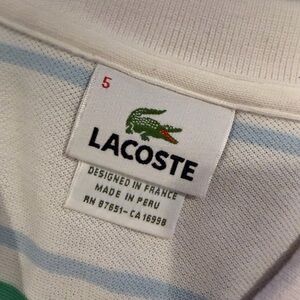 5
LACOSTE
DESIGNED IN FRANCE
MADE IN PERU
RN 87651-CA 16998